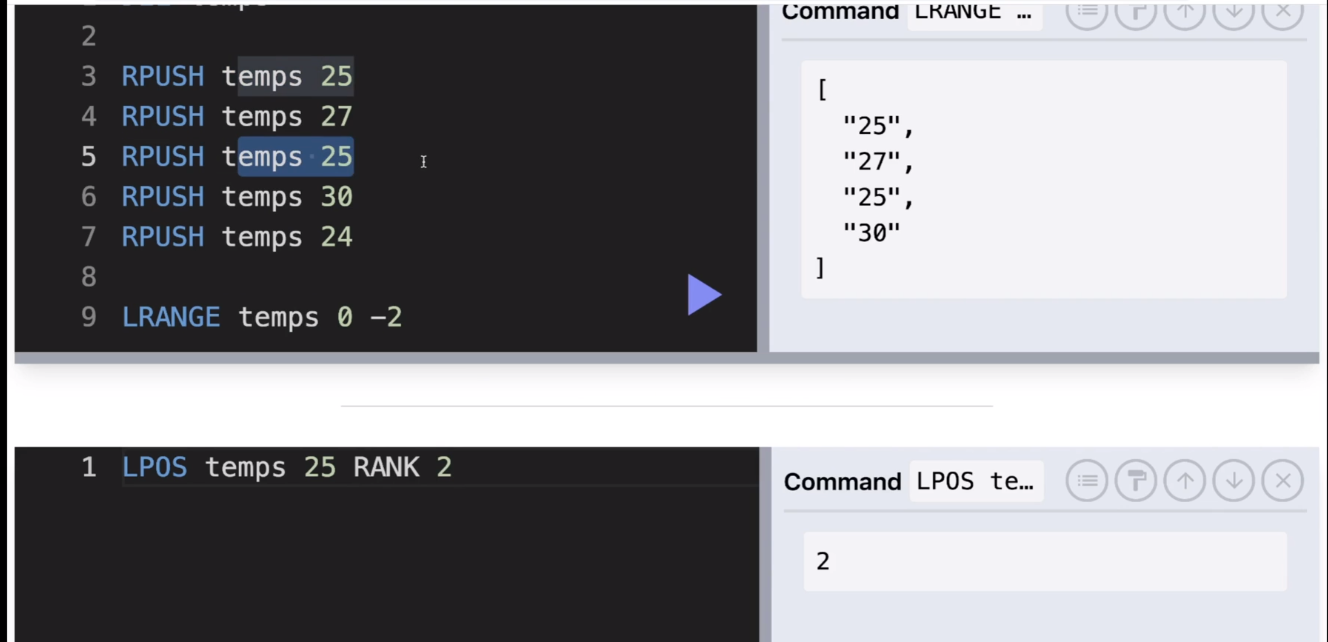 temps
2
3 RPUSH temps 25
4 RPUSH temps 27
5 RPUSH temps 25
6 RPUSH temps 30
7 RPUSH temps 24
8
9 LRANGE temps 0 -2
Command LRANGE …
[
"25",
"27",
"25",
"30"
]
1 LPOS temps 25 RANK 2
Command LPOS te…
2